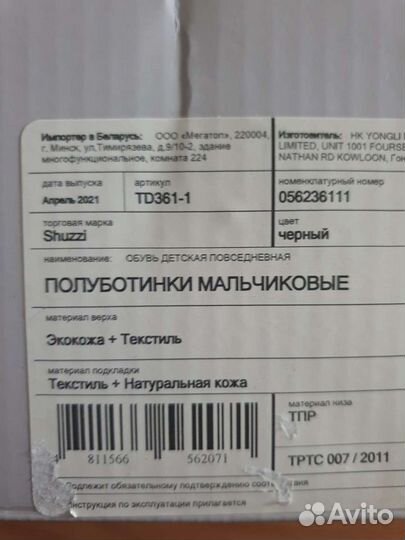 Импортер в Беларусь: ООО «Мегатоп», 220004,
г. Минск, ул.Тимирязева, д.9/10-2, здание
многофункциональное, комната 224
Изготовитель: HK YONGLI
LIMITED, UNIT 1001 FOURSE
NATHAN RD KOWLOON, Гон
дата выпуска
Апрель 2021
артикул
TD361-1
номенклатурный номер
056236111
торговая марка
Shuzzi
цвет
черный
наименование: ОБУВЬ ДЕТСКАЯ ПОВСЕДНЕВНАЯ
ПОЛУБОТИНКИ МАЛЬЧИКОВЫЕ
материал верха
Экокожа + Текстиль
материал подкладки
Текстиль + Натуральная кожа
материал низа
ТПР
4 811566 562071
ТРТС 007 / 2011
Подлежит обязательному подтверждению соот
Инструкция по эксплуатации прилагается
Avito